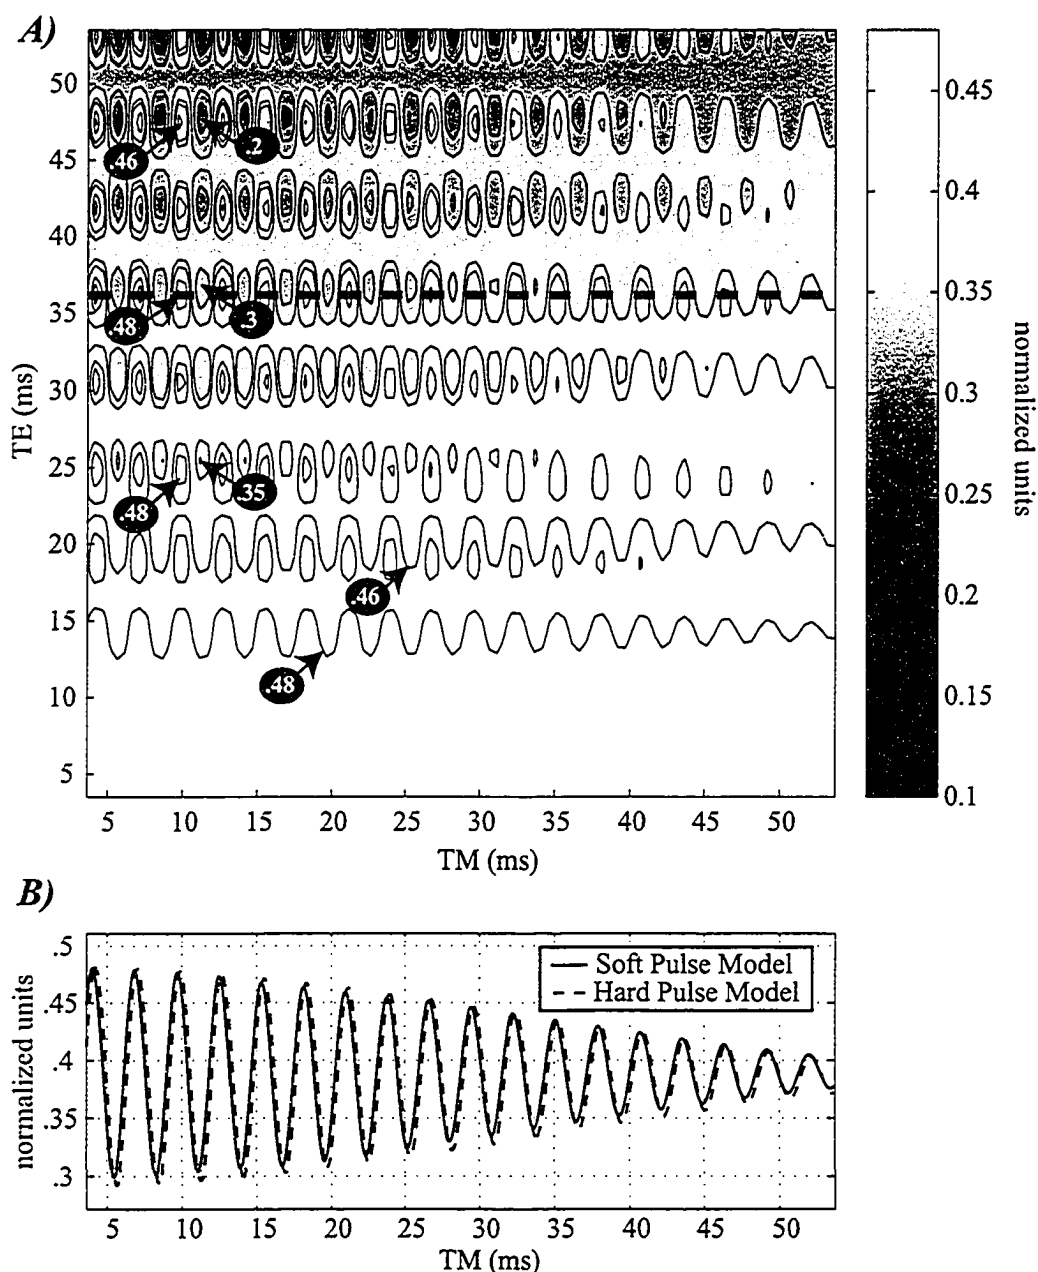 A)
50
45
40
35
30
25
20
15
10
5
TE (ms)
.46
.2
.48
.3
.48
.35
.46
.48
5 10 15 20 25 30 35 40 45 50
TM (ms)
0.45
0.4
0.35
0.3
0.25
0.2
0.15
0.1
normalized units
B)
.5
.45
.4
.35
.3
normalized units
Soft Pulse Model
Hard Pulse Model
5 10 15 20 25 30 35 40 45 50
TM (ms)